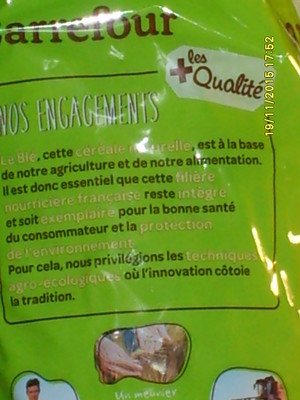 Carrefour
les
+Qualité
NOS ENGAGEMENTS
Le Blé, cette céréale naturelle, est à la base
de notre agriculture et de notre alimentation.
Il est donc essentiel que cette filière
nourricière française reste intègre
et soit exemplaire pour la bonne santé
du consommateur et la protection
de l'environnement.
Pour cela, nous privilégions les techniques
agro-écologiques où l'innovation côtoie
la tradition.
Un meunier
19/11/2015 17:52